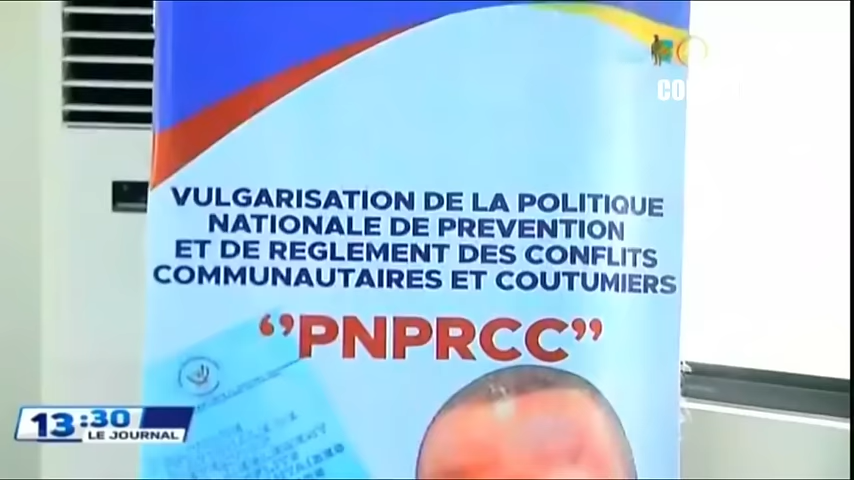 VULGARISATION DE LA POLITIQUE
NATIONALE DE PREVENTION
ET DE REGLEMENT DES CONFLITS
COMMUNAUTAIRES ET COUTUMIERS
‘’PNPRCC’’
13:30
LE JOURNAL